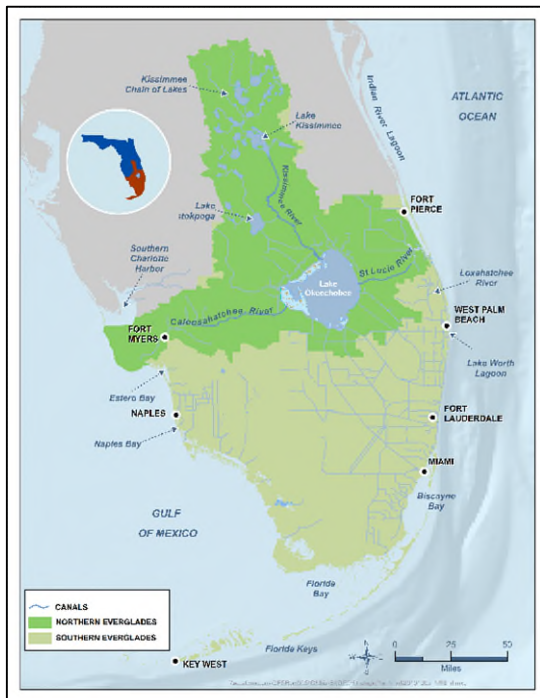 Kissimmee
Chain of Lakes
Lake
Kissimmee
Indian River Lagoon
ATLANTIC
OCEAN
Kissimmee River
FORT
PIERCE
Lake
Istokpoga
Southern
Charlotte
Harbor
St Lucie River
Lake
Okeechobee
Loxahatchee
River
Caloosahatchee River
WEST PALM
BEACH
FORT
MYERS
Lake Worth
Lagoon
Estero Bay
NAPLES
FORT
LAUDERDALE
Naples Bay
MIAMI
Biscayne
Bay
GULF
OF MEXICO
Florida
Bay
CANALS
NORTHERN EVERGLADES
SOUTHERN EVERGLADES
Florida Keys
KEY WEST
0 25 50
Miles